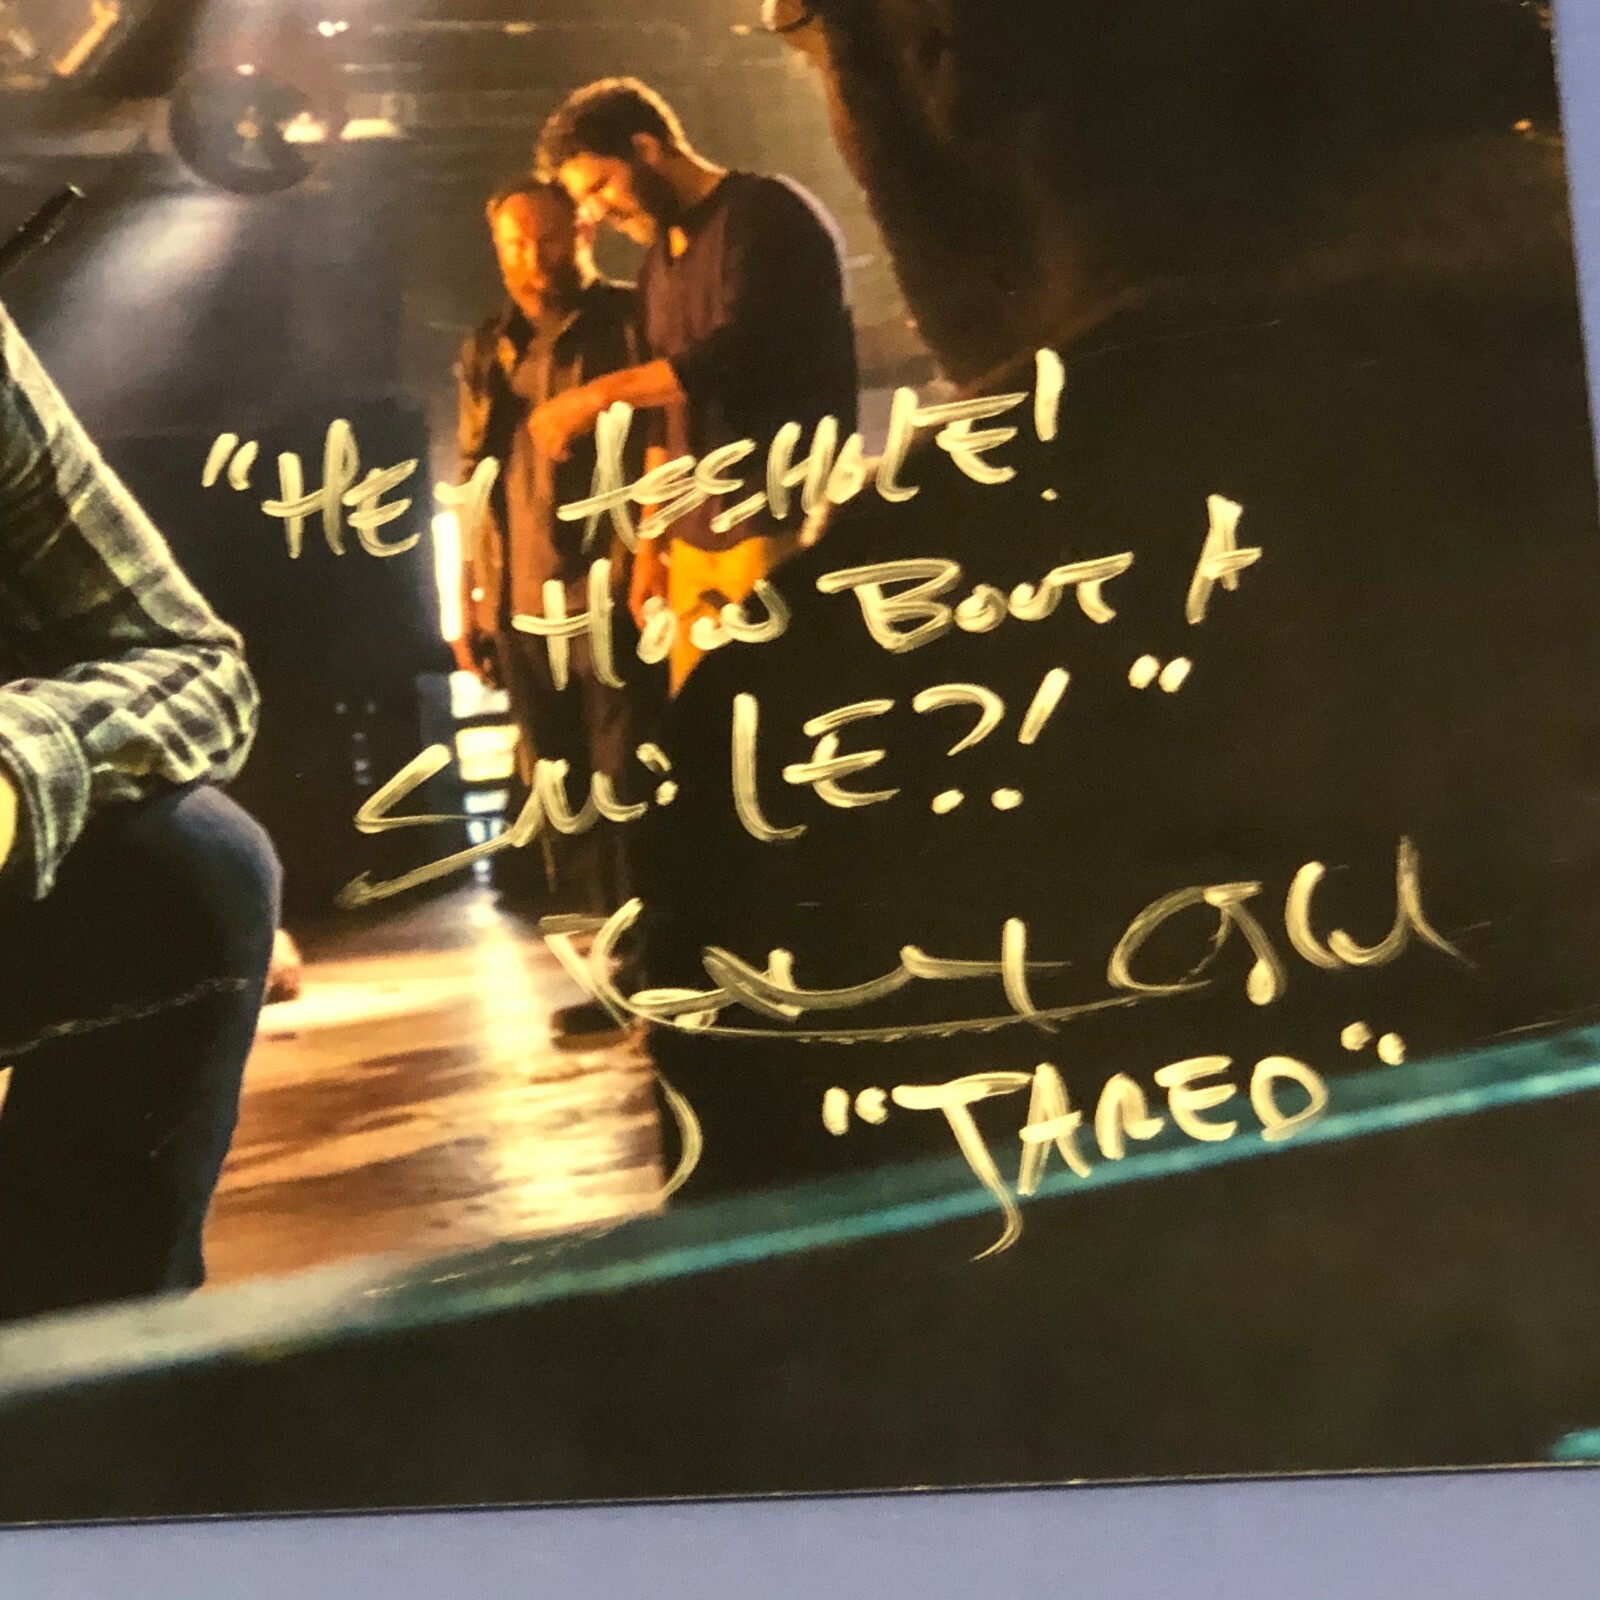 "HEY ASSHOLE!
HOW BOUT A
SMiLE?!"
"JARED"